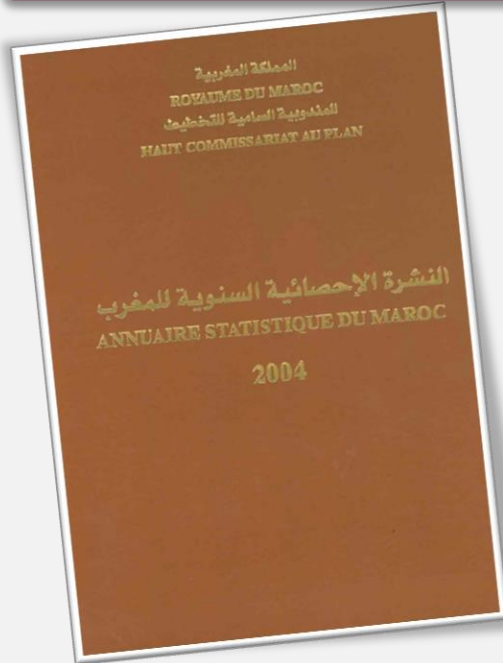 المملكة المغربية
ROYAUME DU MAROC
المندوبية السامية للتخطيط
HAUT COMMISSARIAT AU PLAN
النشرة الإحصائية السنوية للمغرب
ANNUAIRE STATISTIQUE DU MAROC
2004